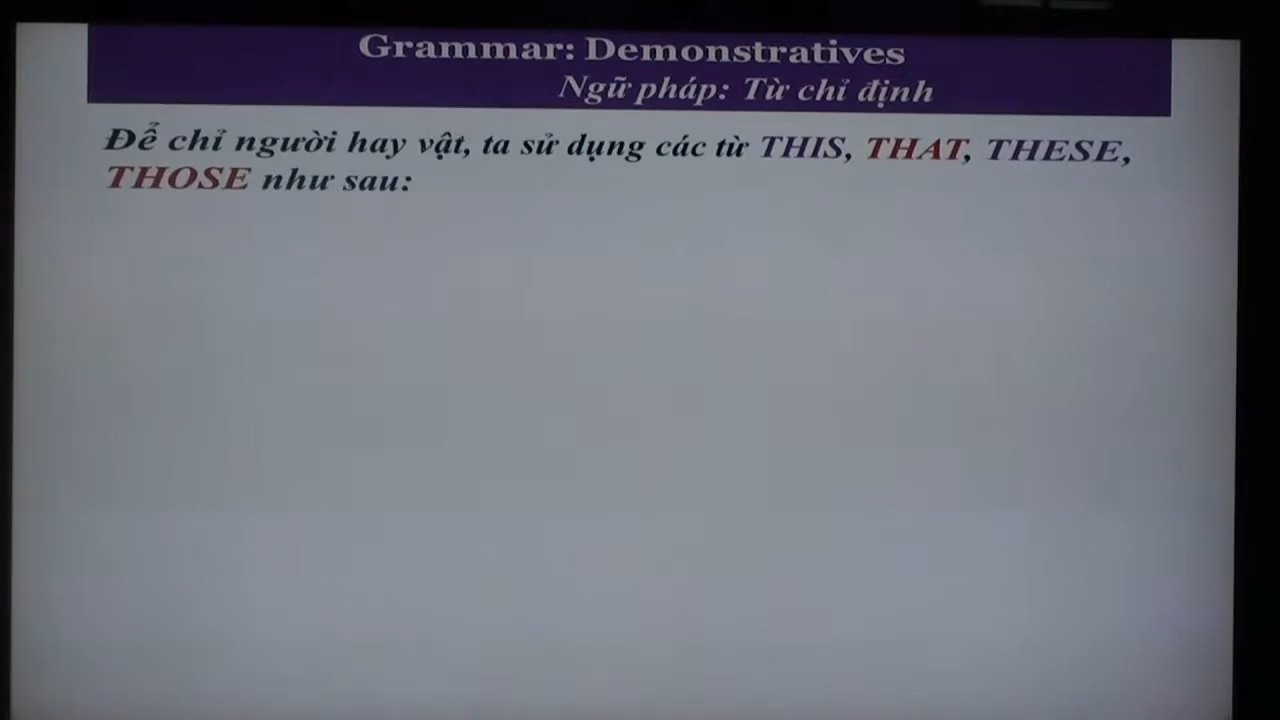 Grammar: Demonstratives
Ngữ pháp: Từ chỉ định
Để chỉ người hay vật, ta sử dụng các từ THIS, THAT, THESE,
THOSE như sau: